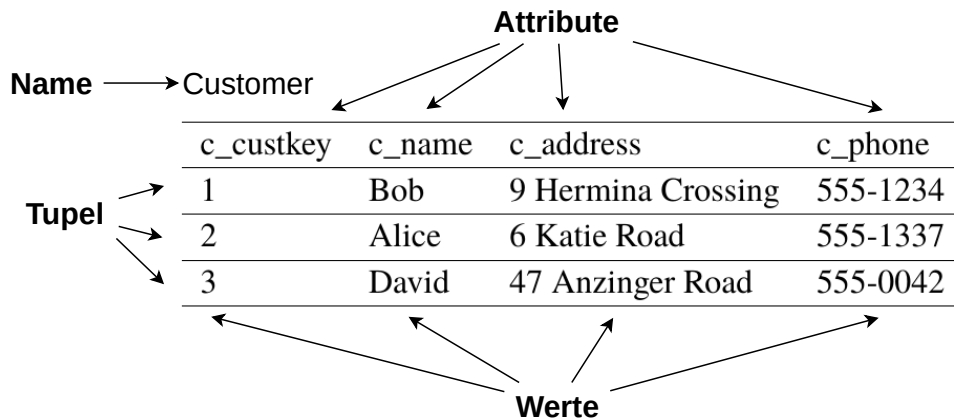 Attribute
Name Customer
c_custkey c_name c_address c_phone
1 Bob 9 Hermina Crossing 555-1234
Tupel
2 Alice 6 Katie Road 555-1337
3 David 47 Anzinger Road 555-0042
Werte